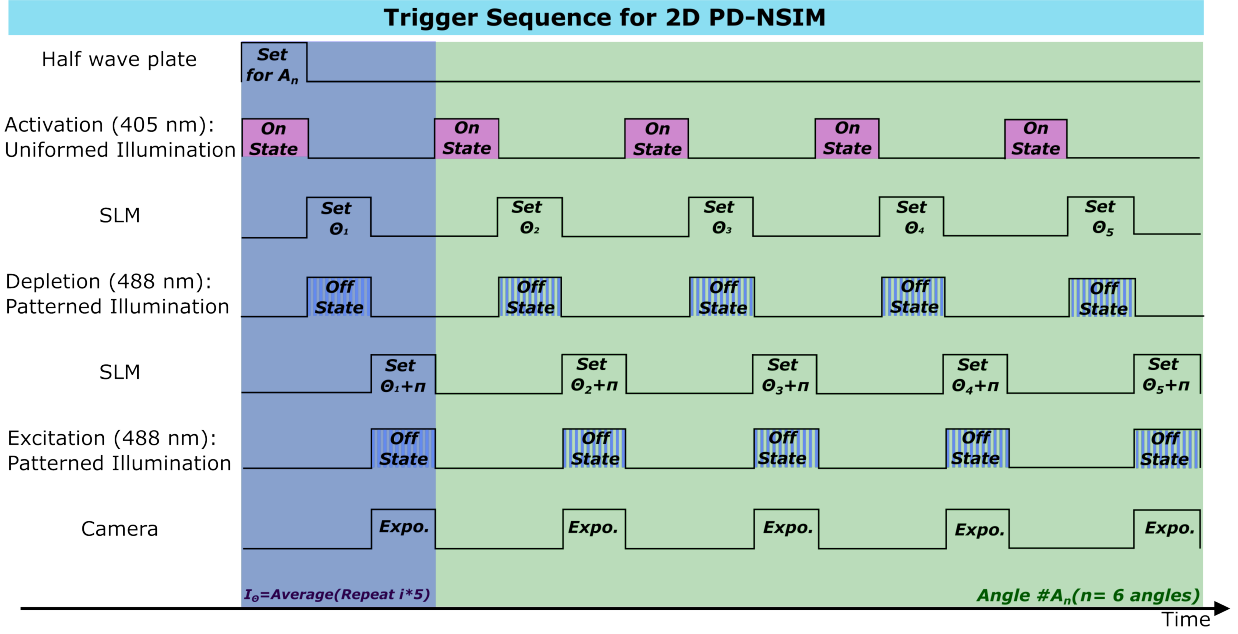 Trigger Sequence for 2D PD-NSIM
Half wave plate
Set
for Aₙ
Activation (405 nm):
Uniformed Illumination
On
State
On
State
On
State
On
State
On
State
SLM
Set
Θ₁
Set
Θ₂
Set
Θ₃
Set
Θ₄
Set
Θ₅
Depletion (488 nm):
Patterned Illumination
Off
State
Off
State
Off
State
Off
State
Off
State
SLM
Set
Θ₁+π
Set
Θ₂+π
Set
Θ₃+π
Set
Θ₄+π
Set
Θ₅+π
Excitation (488 nm):
Patterned Illumination
Off
State
Off
State
Off
State
Off
State
Off
State
Camera
Expo.
Expo.
Expo.
Expo.
Expo.
I_Θ=Average(Repeat i*5)
Angle #Aₙ(n= 6 angles)
Time